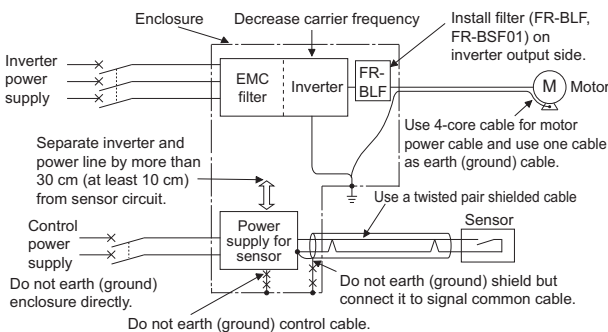 Enclosure
Decrease carrier frequency
Install filter (FR-BLF,
FR-BSF01) on
inverter output side.
Inverter
power
supply
EMC
filter
Inverter
FR-
BLF
M
Motor
Use 4-core cable for motor
power cable and use one cable
as earth (ground) cable.
Separate inverter and
power line by more than
30 cm (at least 10 cm)
from sensor circuit.
Use a twisted pair shielded cable
Control
power
supply
Power
supply for
sensor
Sensor
Do not earth (ground)
enclosure directly.
Do not earth (ground) shield but
connect it to signal common cable.
Do not earth (ground) control cable.